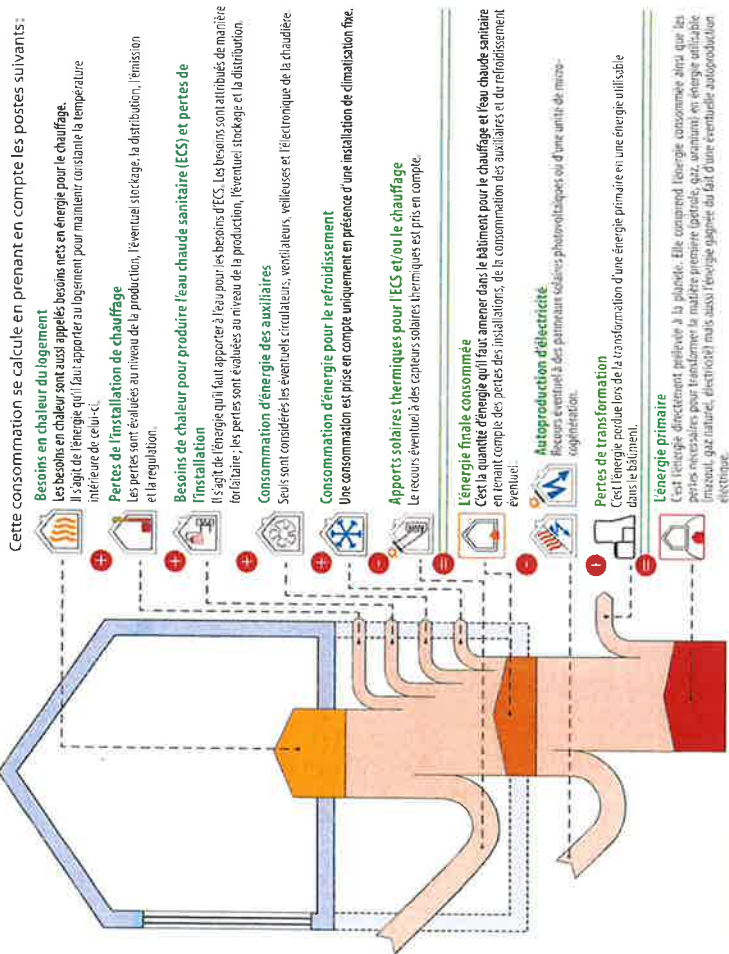 Cette consommation se calcule en prenant en compte les postes suivants:
Besoins en chaleur du logement
Les besoins en chaleur sont aussi appelés besoins nets en énergie pour le chauffage.
Il s'agit de l'énergie qu'il faut apporter au logement pour maintenir constante la température
intérieure de celui-ci.
Pertes de l'installation de chauffage
Les pertes sont évaluées au niveau de la production, l'éventuel stockage, la distribution, l'émission
et la régulation.
Besoins de chaleur pour produire l'eau chaude sanitaire (ECS) et pertes de
l'installation
Il s'agit de l'énergie qu'il faut apporter à l'eau pour les besoins d'ECS. Les besoins sont attribués de manière
forfaitaire; les pertes sont évaluées au niveau de la production, l'éventuel stockage et la distribution.
Consommation d'énergie des auxiliaires
Seuls sont considérés les éventuels circulateurs, ventilateurs, veilleuses et l'électronique de la chaudière.
Consommation d'énergie pour le refroidissement
Une consommation est prise en compte uniquement en présence d'une installation de climatisation fixe.
Apports solaires thermiques pour l'ECS et/ou le chauffage
Le recours éventuel à des capteurs solaires thermiques est pris en compte.
L'énergie finale consommée
C'est la quantité d'énergie qu'il faut amener dans le bâtiment pour le chauffage et l'eau chaude sanitaire
en tenant compte des pertes des installations, de la consommation des auxiliaires et du refroidissement
éventuel.
Autoproduction d'électricité
Recours éventuel à des panneaux solaires photovoltaïques ou d'une unité de micro-
cogénération.
Pertes de transformation
C'est l'énergie perdue lors de la transformation d'une énergie primaire en une énergie utilisable
dans le bâtiment.
L'énergie primaire
C'est l'énergie directement prélevée à la planète. Elle comprend l'énergie consommée ainsi que les
pertes nécessaires pour transformer la matière première (pétrole, gaz, uranium) en énergie utilisable
(mazout, gaz naturel, électricité) mais aussi l'énergie gagnée du fait d'une éventuelle autoproduction
électrique.